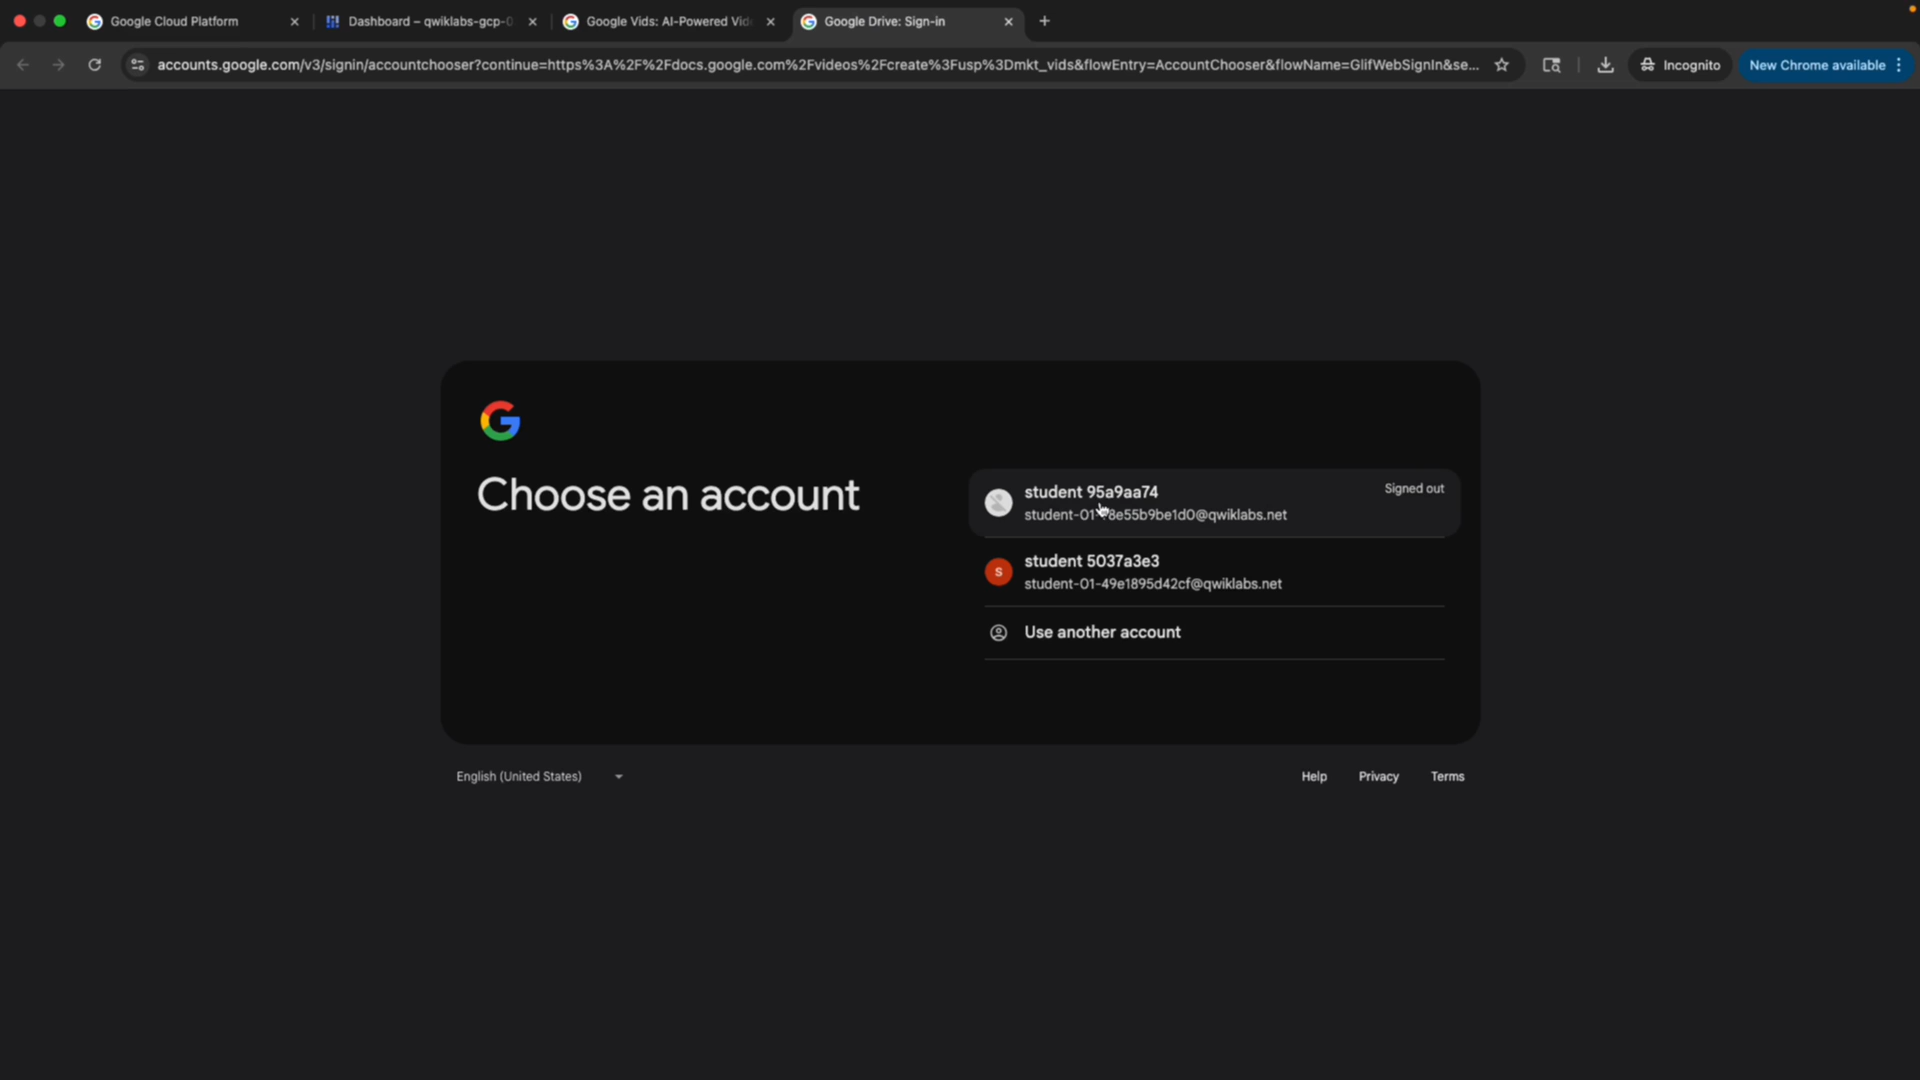 Google Cloud Platform
Dashboard – qwiklabs-gcp-0
Google Vids: AI-Powered Vid
Google Drive: Sign-in
accounts.google.com/v3/signin/accountchooser?continue=https%3A%2F%2Fdocs.google.com%2Fvideos%2Fcreate%3Fusp%3Dmkt_vids&flowEntry=AccountChooser&flowName=GlifWebSignIn&se...
Incognito
New Chrome available
Choose an account
student 95a9aa74
Signed out
S
student 5037a3e3
student-01-49e1895d42cf@qwiklabs.net
Use another account
English (United States)
Help
Privacy
Terms